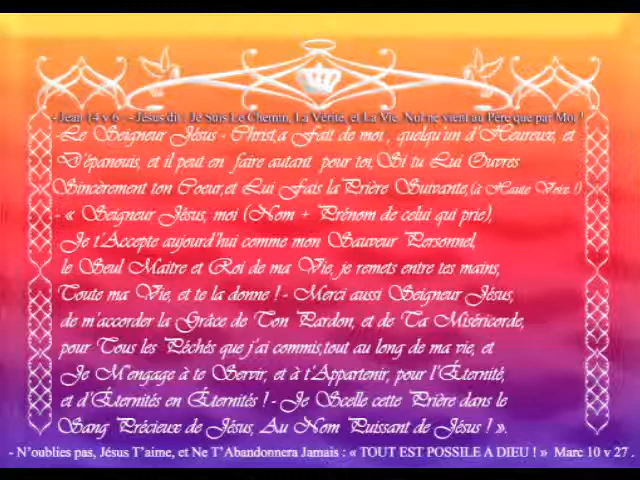 - Jean 14 v 6 - Jésus dit : Je Suis Le Chemin, La Vérité, et La Vie. Nul ne vient au Père que par Moi !
-Le Seigneur Jésus - Christ,a Fait de moi , quelqu'un d'Heureux, et
D'épanouis, et il peut en faire autant pour toi, Si tu Lui Ouvres
Sincèrement ton Coeur,et Lui Fais la Prière Suivante,(à Haute Voix !)
- « Seigneur Jésus, moi (Nom + Prénom de celui qui prie),
Je t'Accepte aujourd'hui comme mon Sauveur Personnel,
le Seul Maitre et Roi de ma Vie, je remets entre tes mains,
Toute ma Vie, et te la donne ! - Merci aussi Seigneur Jésus,
de m'accorder la Grâce de Ton Pardon, et de Ta Miséricorde,
pour Tous les Péchés que j'ai commis,tout au long de ma vie, et
Je M'engage à te Servir, et à t'Appartenir, pour l'Éternité,
et d'Éternités en Éternités ! - Je Scelle cette Prière dans le
Sang Précieux de Jésus, Au Nom Puissant de Jésus ! ».
- N'oublies pas, Jésus T'aime, et Ne T'Abandonnera Jamais : « TOUT EST POSSILE A DIEU ! » Marc 10 v 27 .